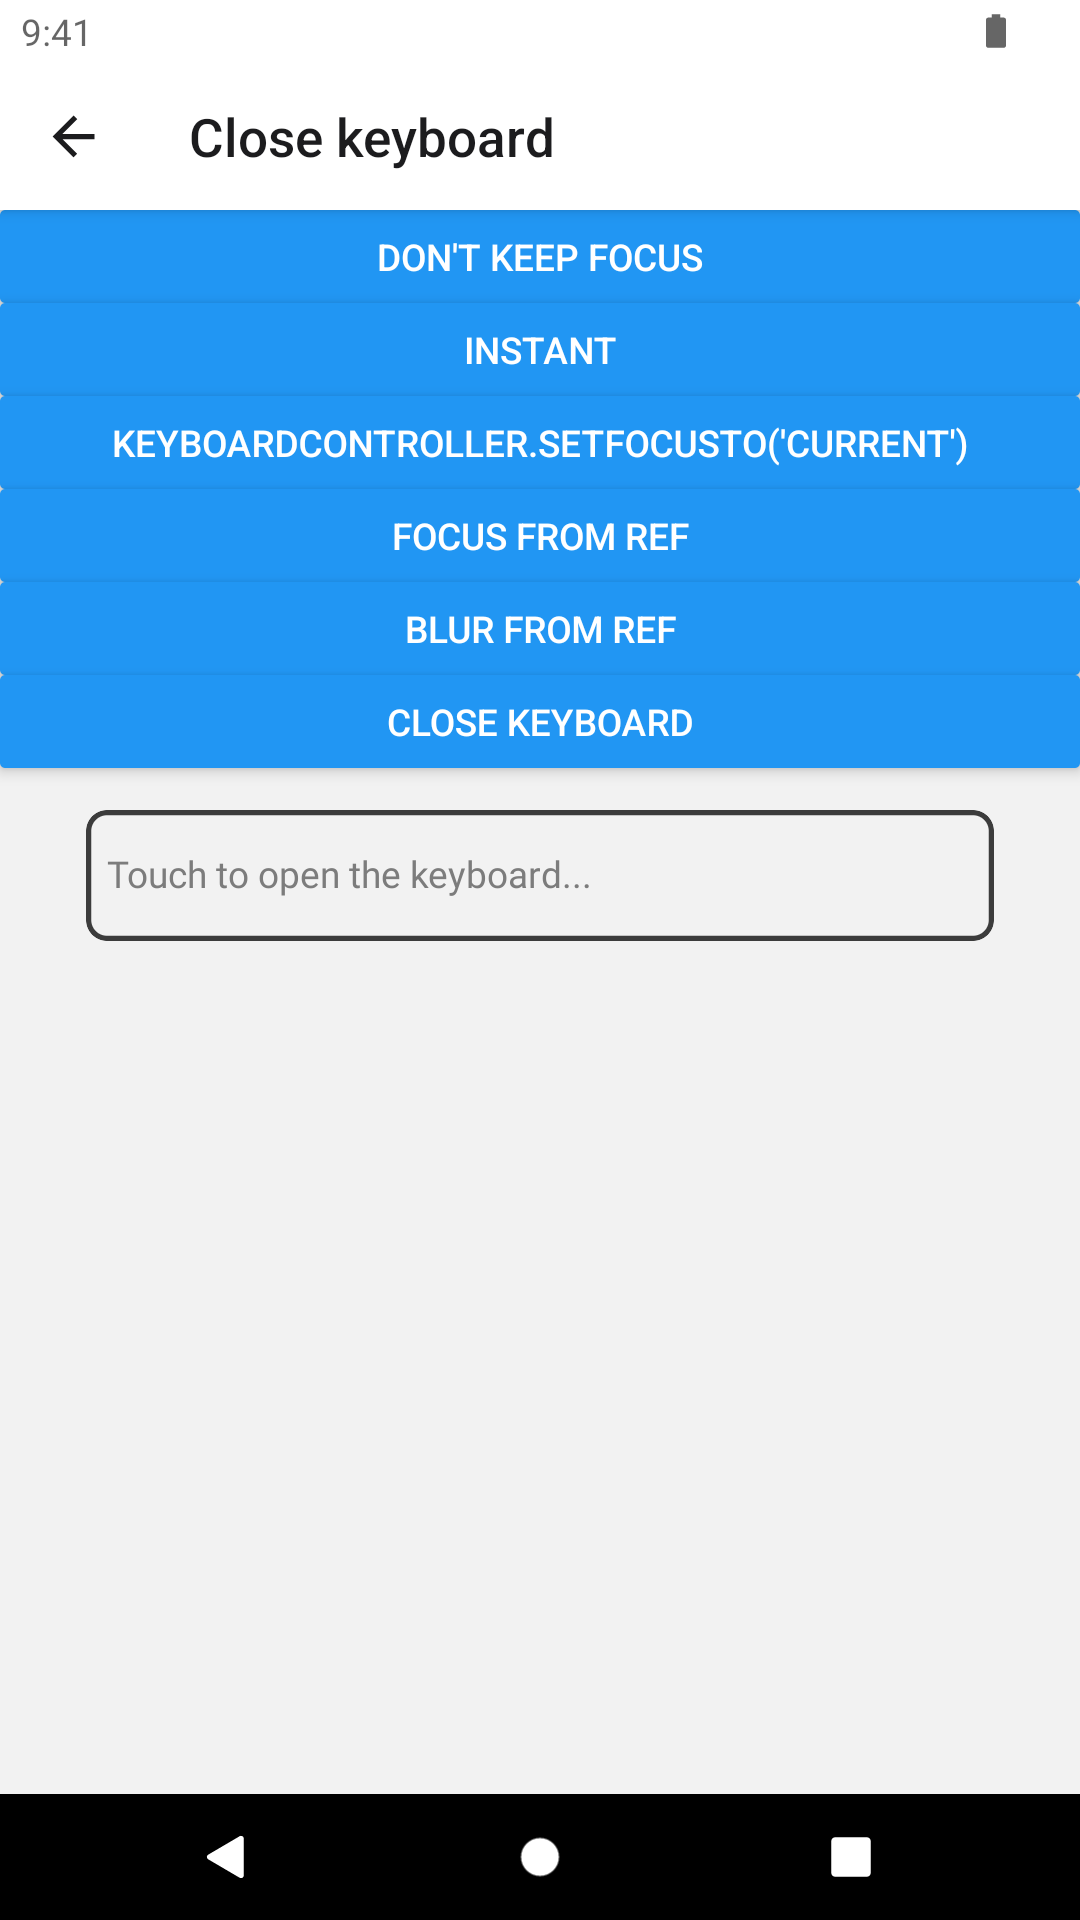 9:41
Close keyboard
DON'T KEEP FOCUS
INSTANT
KEYBOARDCONTROLLER.SETFOCUSTO('CURRENT')
FOCUS FROM REF
BLUR FROM REF
CLOSE KEYBOARD
Touch to open the keyboard...